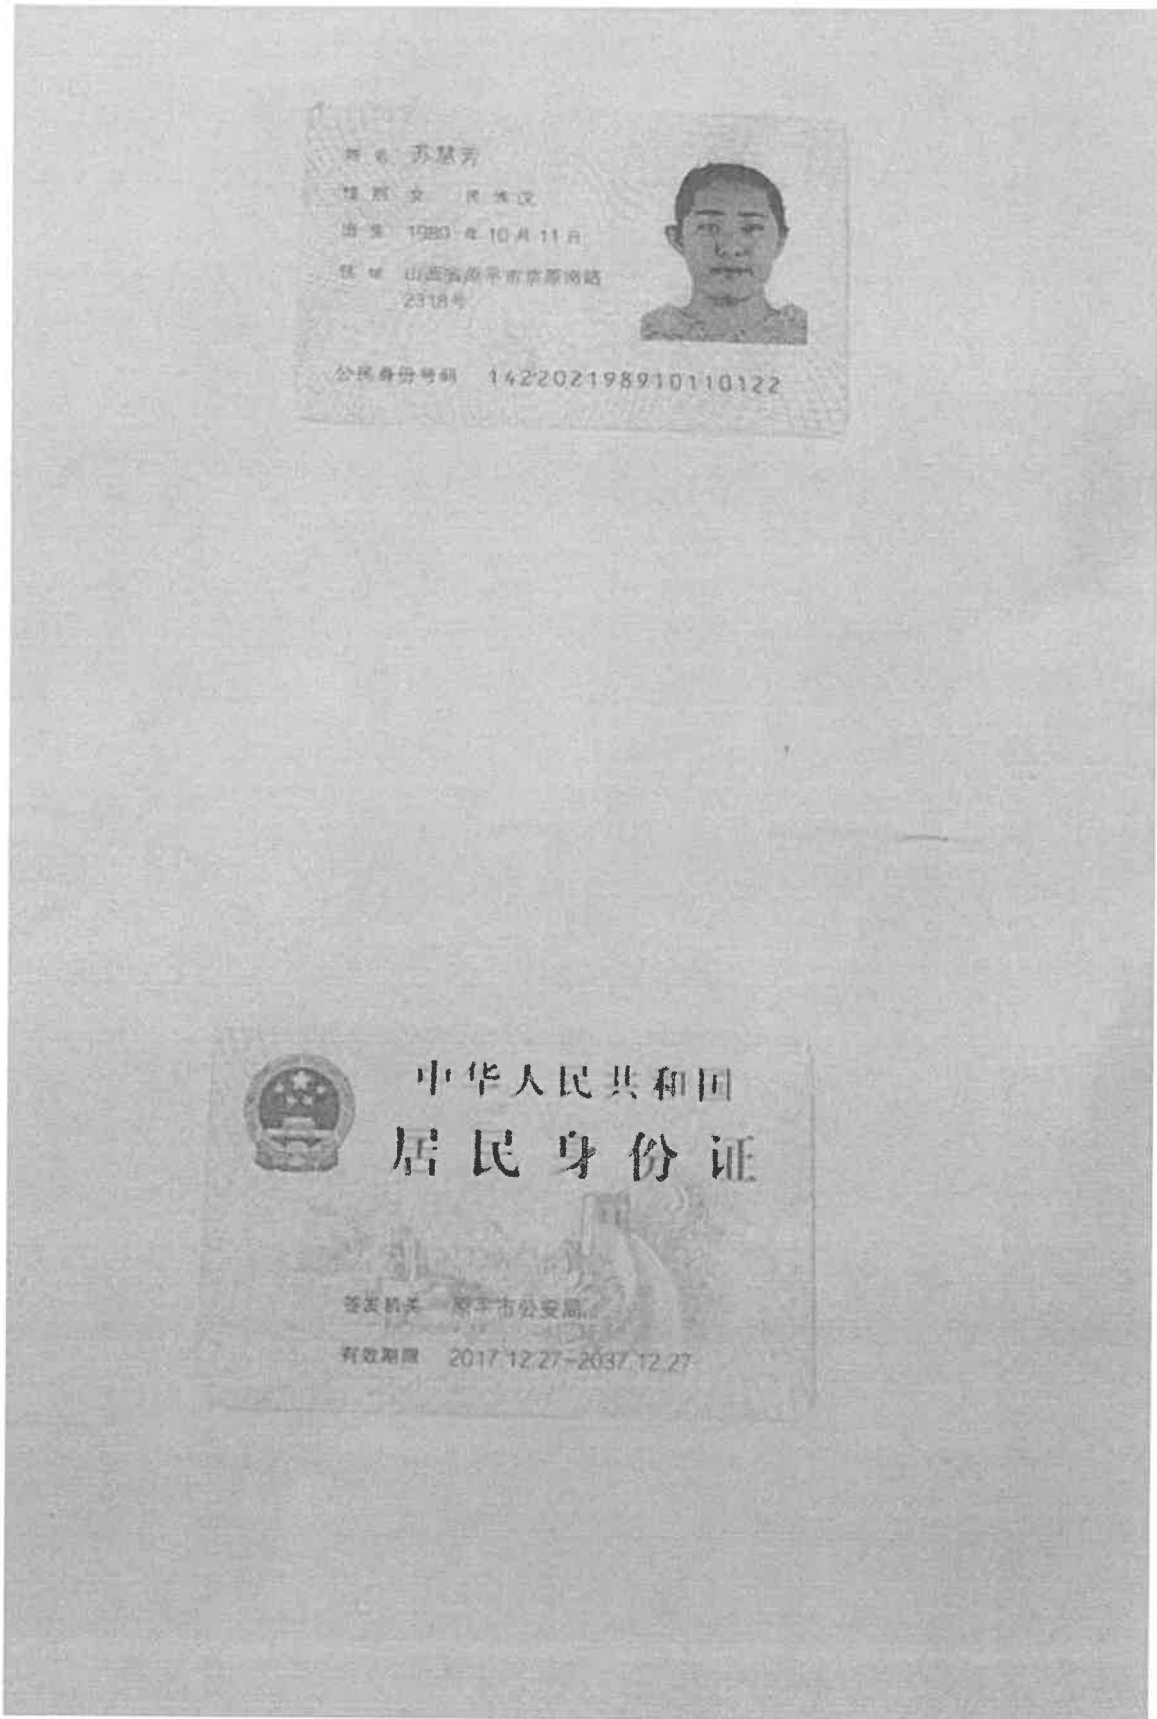 姓名 苏慧芳
性别 女 民族汉
出生 1989 年 10 月 11 日
住址 山西省原平市京原南路
2318号
公民身份号码 142202198910110122
中华人民共和国
居民身份证
签发机关 原平市公安局
有效期限 2017.12.27-2037.12.27